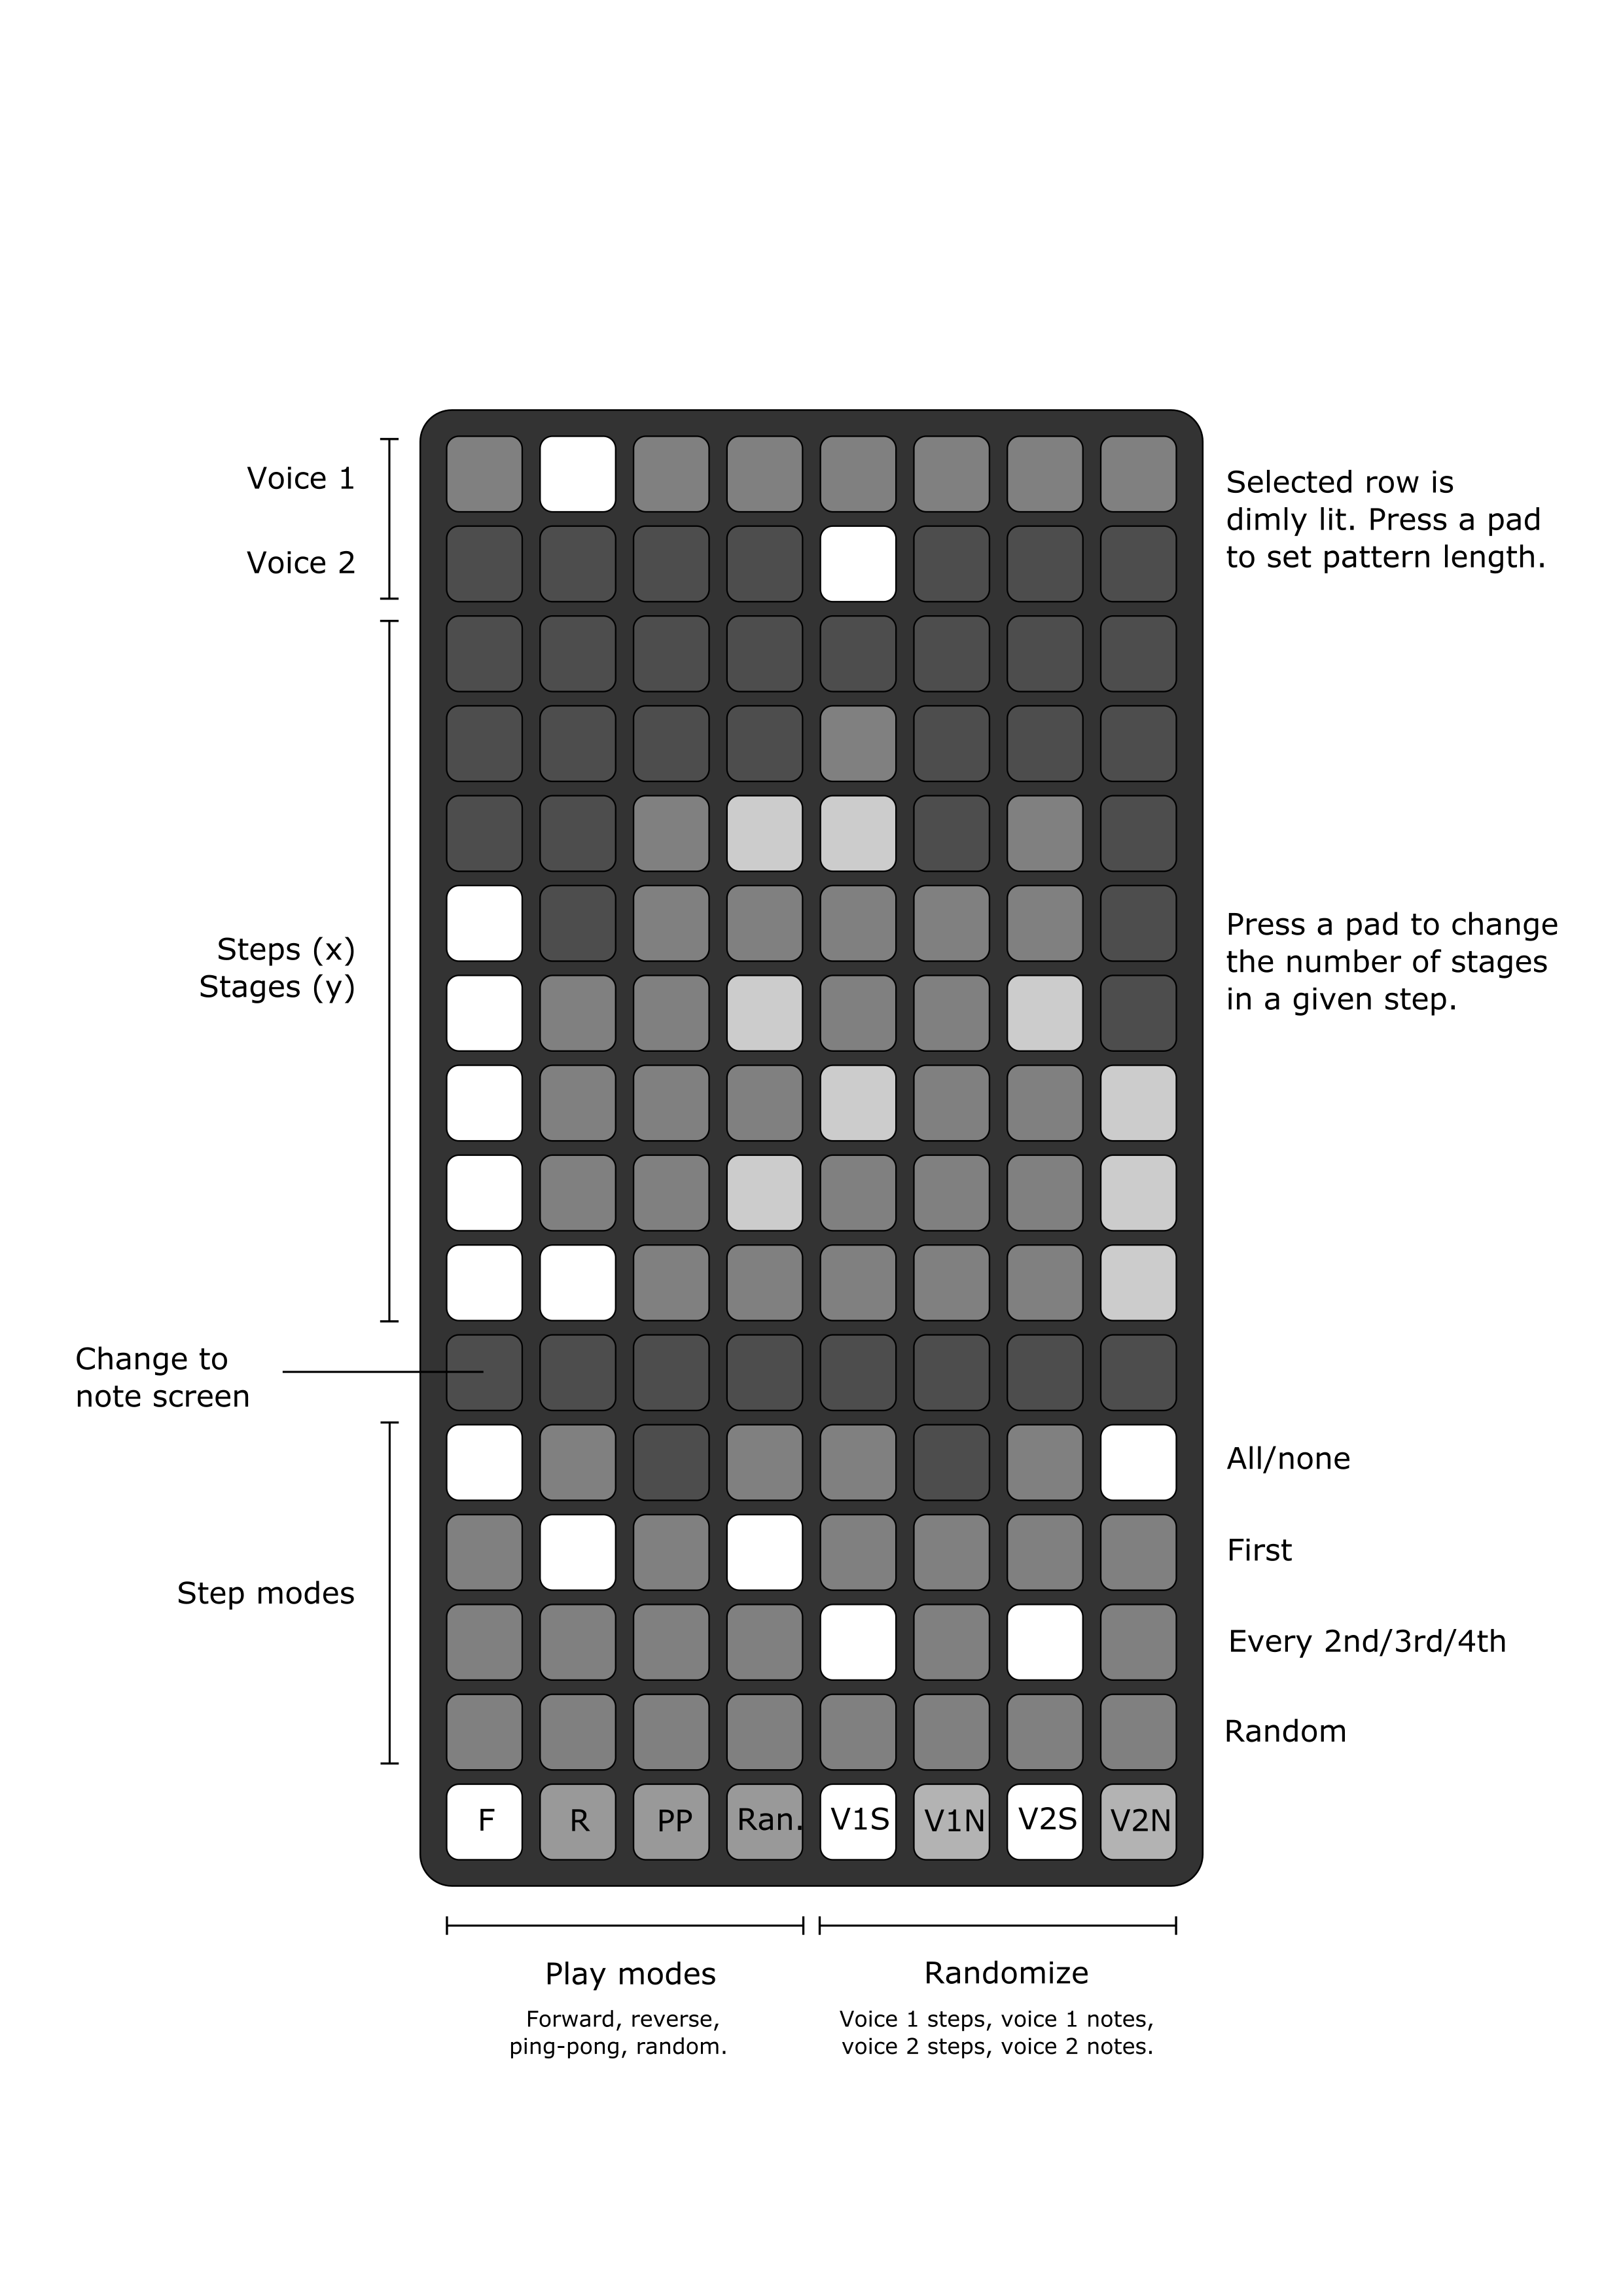 Voice 1
Voice 2
Selected row is
dimly lit. Press a pad
to set pattern length.
Steps (x)
Stages (y)
Press a pad to change
the number of stages
in a given step.
Change to
note screen
Step modes
All/none
First
Every 2nd/3rd/4th
Random
F R PP Ran. V1S V1N V2S V2N
Play modes
Forward, reverse,
ping-pong, random.
Randomize
Voice 1 steps, voice 1 notes,
voice 2 steps, voice 2 notes.